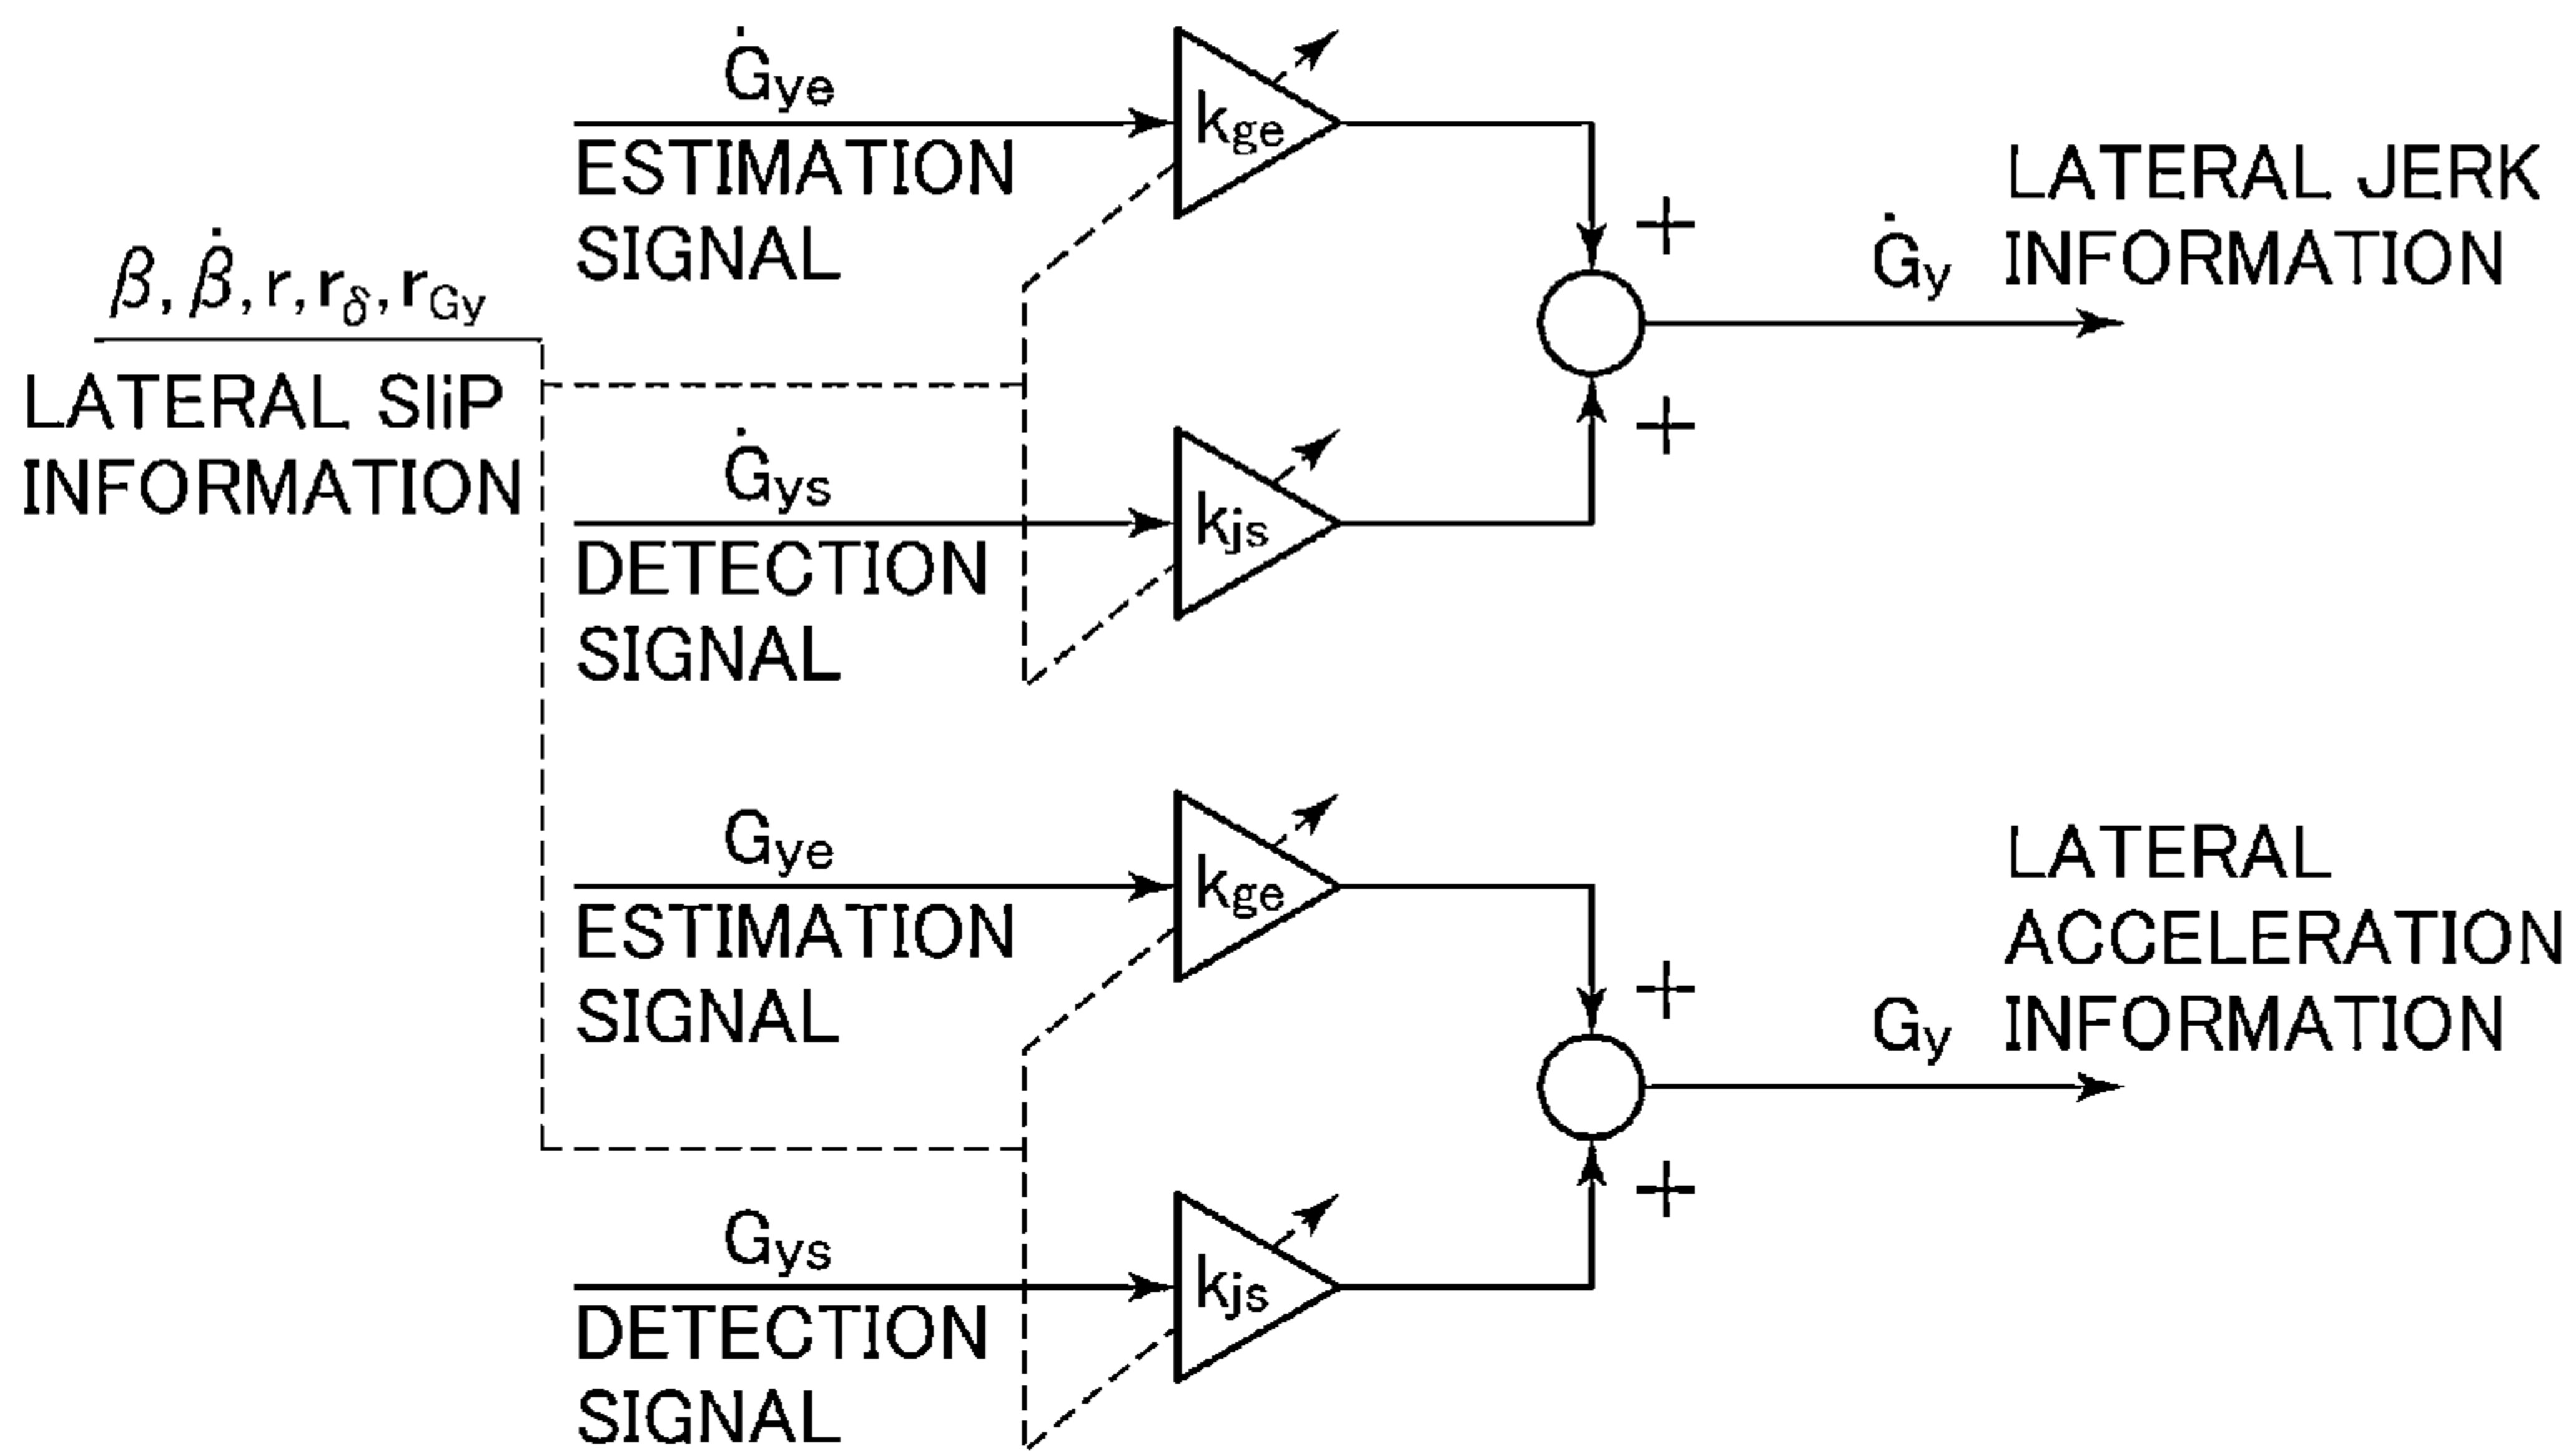 Ġye
kge
ESTIMATION
SIGNAL
+
LATERAL JERK
Ġy INFORMATION
β, β̇, r, rδ, rGy
LATERAL SliP
INFORMATION
Ġys
kjs
+
DETECTION
SIGNAL
Gye
kge
ESTIMATION
SIGNAL
+
LATERAL
ACCELERATION
Gy INFORMATION
Gys
kjs
+
DETECTION
SIGNAL